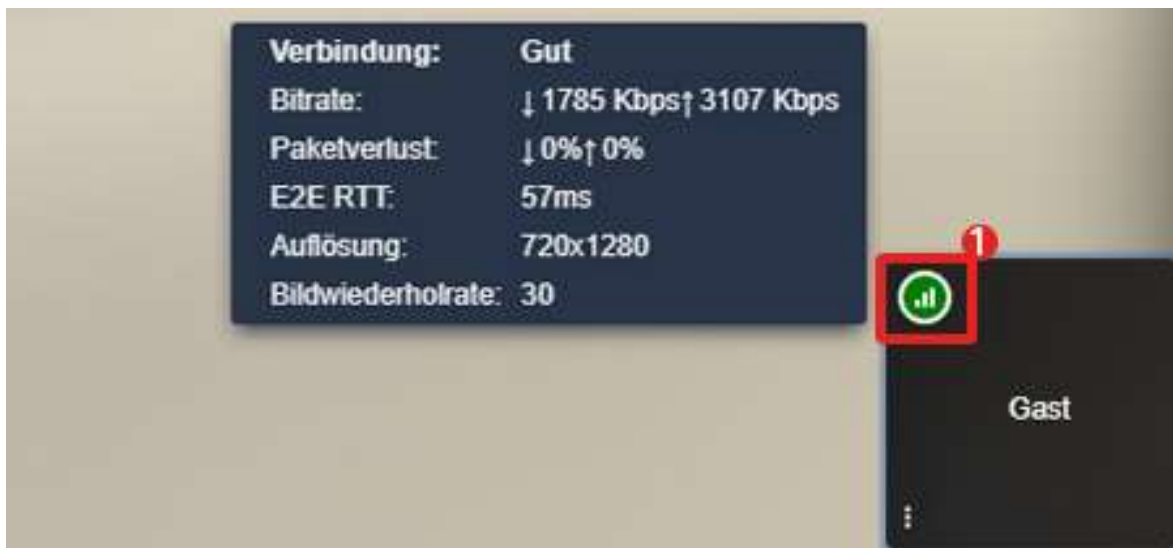 Verbindung: Gut
Bitrate: ↓ 1785 Kbps↑ 3107 Kbps
Paketverlust: ↓ 0%↑ 0%
E2E RTT: 57ms
Auflösung: 720x1280
Bildwiederholrate: 30
1
Gast